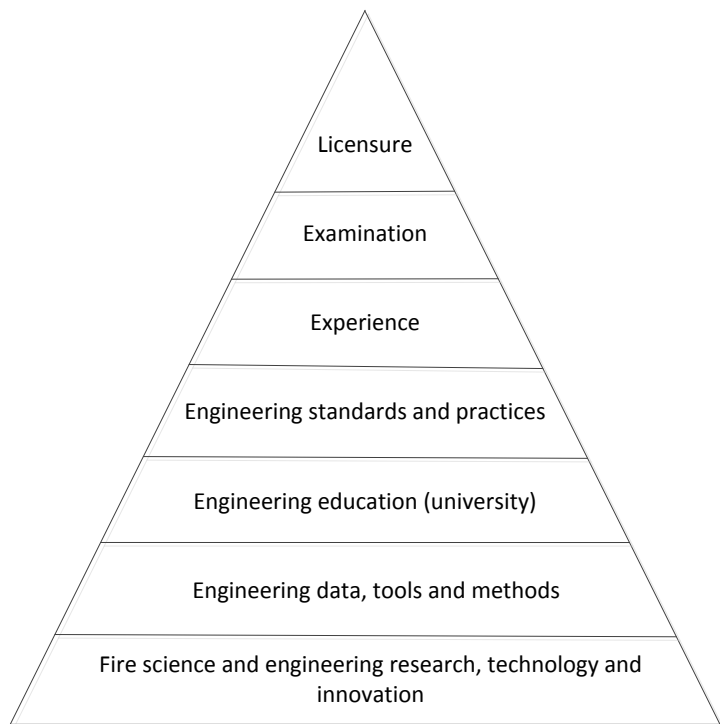 Licensure
Examination
Experience
Engineering standards and practices
Engineering education (university)
Engineering data, tools and methods
Fire science and engineering research, technology and
innovation